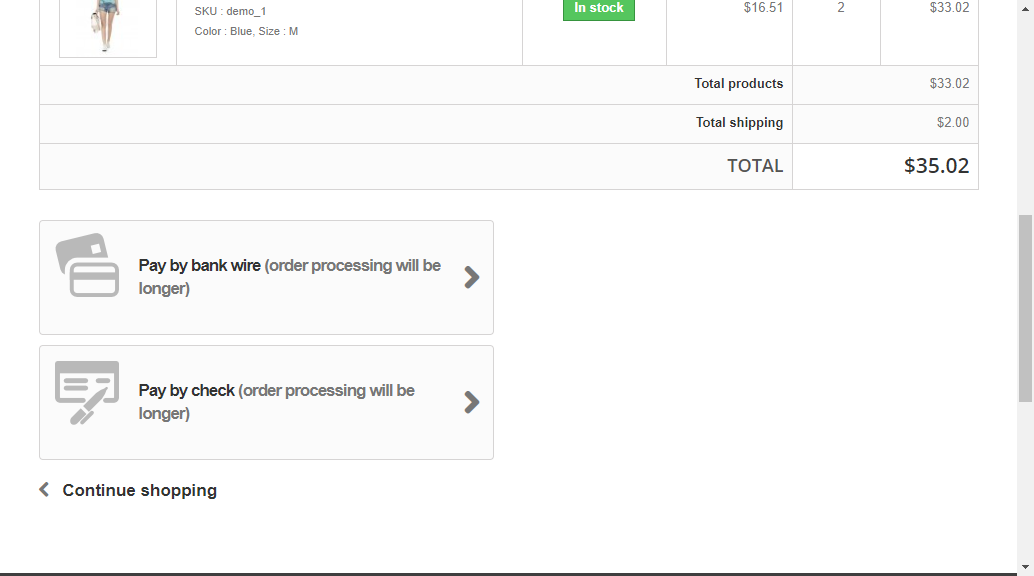 SKU : demo_1
In stock
$16.51
2
$33.02
Color : Blue, Size : M
Total products
$33.02
Total shipping
$2.00
TOTAL
$35.02
Pay by bank wire (order processing will be
longer)
Pay by check (order processing will be
longer)
Continue shopping